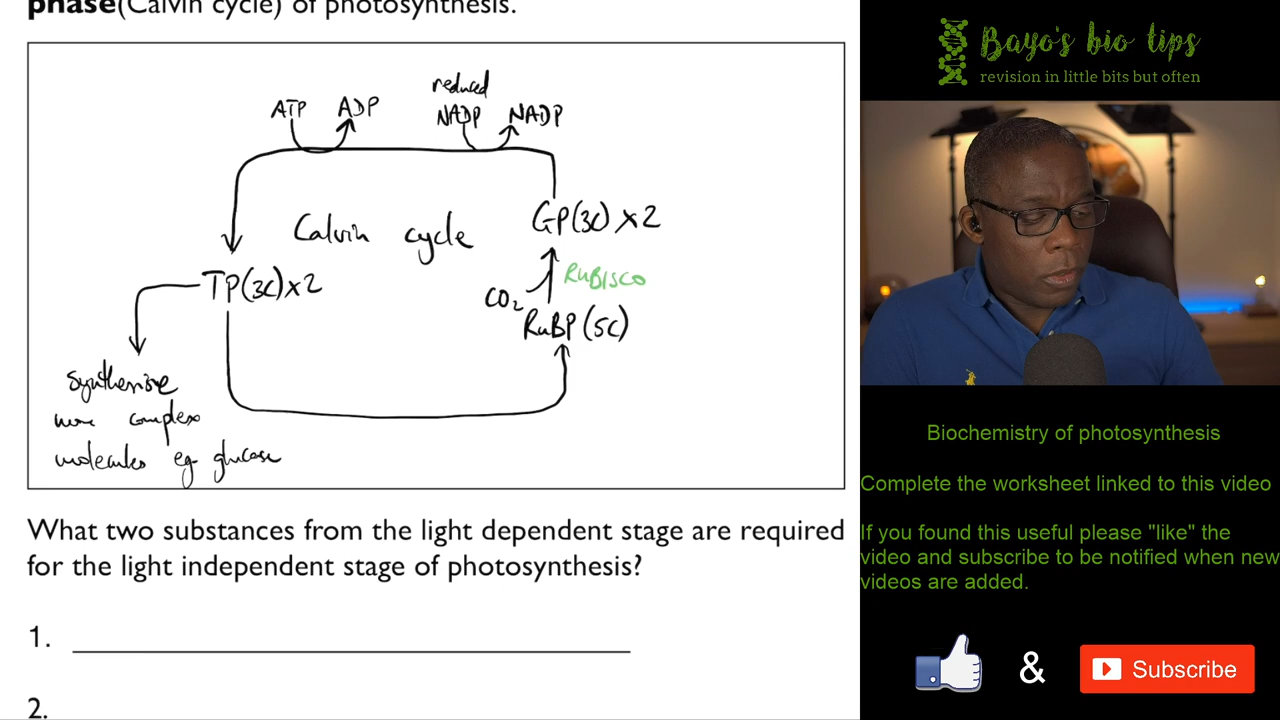 phase(Calvin cycle) of photosynthesis.
reduced
ATP ADP NADP NADP
Calvin cycle
GP(3C)x2
RuBISCO
TP(3C)x2
CO2
RuBP(5C)
synthesise
more complex
molecules eg glucose
What two substances from the light dependent stage are required
for the light independent stage of photosynthesis?
1.
2.
Bayo's bio tips
revision in little bits but often
Biochemistry of photosynthesis
Complete the worksheet linked to this video
If you found this useful please "like" the
video and subscribe to be notified when new
videos are added.
& Subscribe